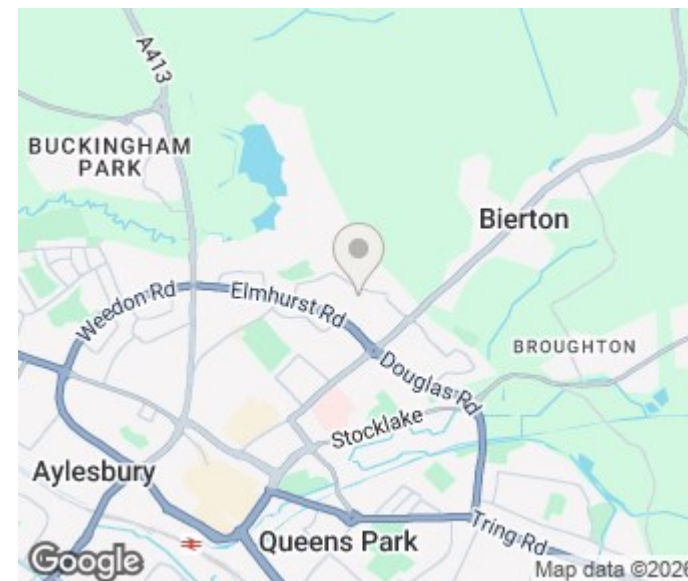 A413
BUCKINGHAM
PARK
Bierton
Weedon Rd
Elmhurst Rd
BROUGHTON
Douglas Rd
Stocklake
Aylesbury
Queens Park
Tring Rd
Google
Map data ©2026